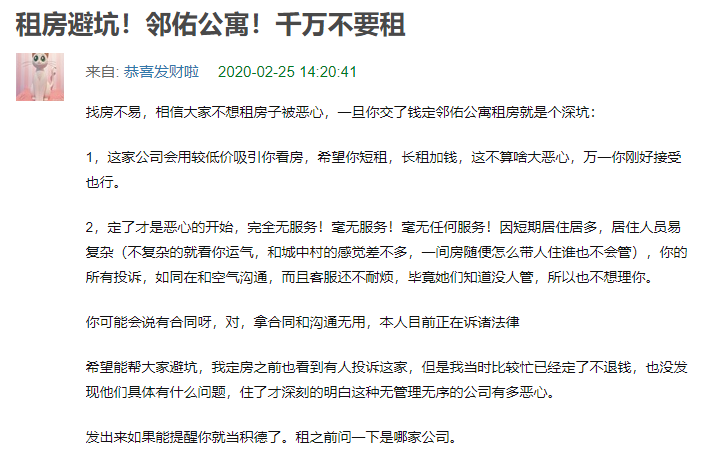 租房避坑！邻佑公寓！千万不要租
来自: 恭喜发财啦 2020-02-25 14:20:41
找房不易，相信大家不想租房子被恶心，一旦你交了钱定邻佑公寓租房就是个深坑：
1，这家公司会用较低价吸引你看房，希望你短租，长租加钱，这不算啥大恶心，万一你刚好接受
也行。
2，定了才是恶心的开始，完全无服务！毫无服务！毫无任何服务！因短期居住居多，居住人员易
复杂（不复杂的就看你运气，和城中村的感觉差不多，一间房随便怎么带人住谁也不会管），你的
所有投诉，如同在和空气沟通，而且客服还不耐烦，毕竟她们知道没人管，所以也不想理你。
你可能会说有合同呀，对，拿合同和沟通无用，本人目前正在诉诸法律
希望能帮大家避坑，我定房之前也看到有人投诉这家，但是我当时比较忙已经定了不退钱，也没发
现他们具体有什么问题，住了才深刻的明白这种无管理无序的公司有多恶心。
发出来如果能提醒你就当积德了。租之前问一下是哪家公司。